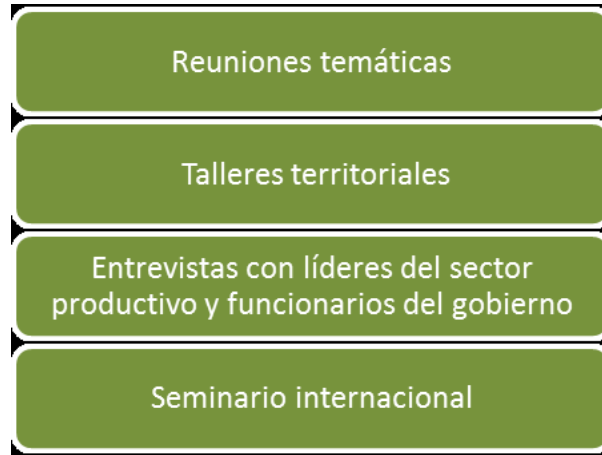 Reuniones temáticas
Talleres territoriales
Entrevistas con líderes del sector
productivo y funcionarios del gobierno
Seminario internacional